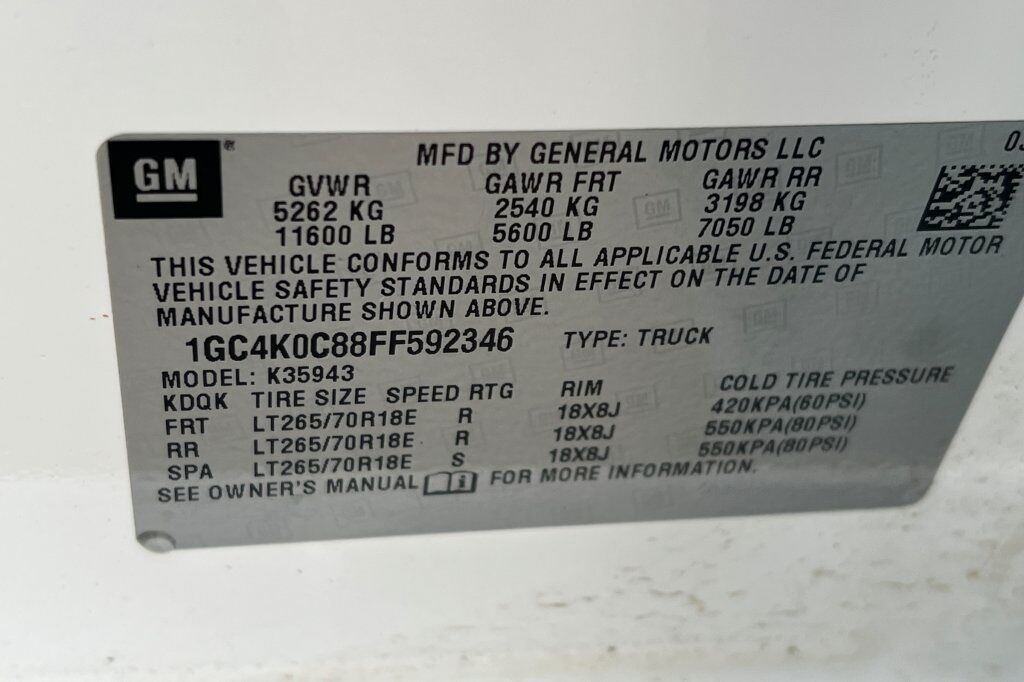 GM®
MFD BY GENERAL MOTORS LLC
GVWR GAWR FRT GAWR RR
5262 KG 2540 KG 3198 KG
11600 LB 5600 LB 7050 LB
THIS VEHICLE CONFORMS TO ALL APPLICABLE U.S. FEDERAL MOTOR
VEHICLE SAFETY STANDARDS IN EFFECT ON THE DATE OF
MANUFACTURE SHOWN ABOVE.
1GC4K0C88FF592346 TYPE: TRUCK
MODEL: K35943
KDQK TIRE SIZE SPEED RTG RIM COLD TIRE PRESSURE
FRT LT265/70R18E R 18X8J 420KPA(60PSI)
RR LT265/70R18E R 18X8J 550KPA(80PSI)
SPA LT265/70R18E S 18X8J 550KPA(80PSI)
SEE OWNER'S MANUAL FOR MORE INFORMATION.